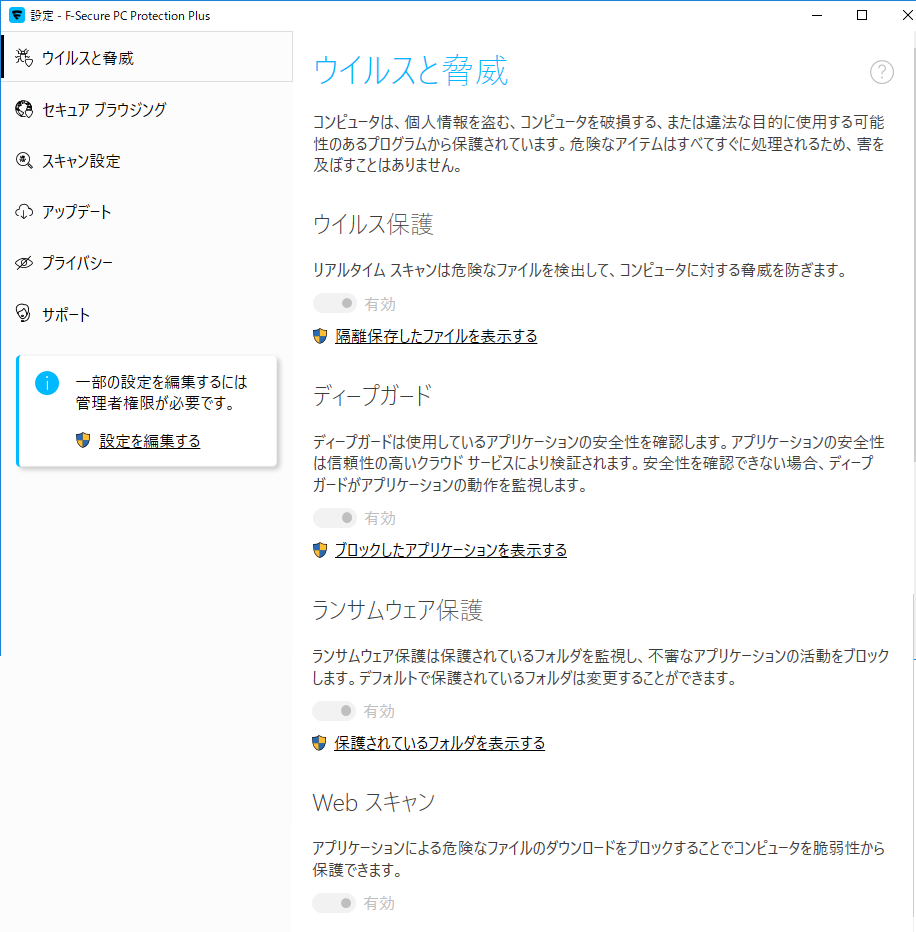 設定 - F-Secure PC Protection Plus
ウイルスと脅威
セキュア ブラウジング
スキャン設定
アップデート
プライバシー
サポート
一部の設定を編集するには
管理者権限が必要です。
設定を編集する
ウイルスと脅威
コンピュータは、個人情報を盗む、コンピュータを破損する、または違法な目的に使用する可能
性のあるプログラムから保護されています。危険なアイテムはすべてすぐに処理されるため、害を
及ぼすことはありません。
ウイルス保護
リアルタイム スキャンは危険なファイルを検出して、コンピュータに対する脅威を防ぎます。
有効
隔離保存したファイルを表示する
ディープガード
ディープガードは使用しているアプリケーションの安全性を確認します。アプリケーションの安全性
は信頼性の高いクラウド サービスにより検証されます。安全性を確認できない場合、ディープ
ガードがアプリケーションの動作を監視します。
有効
ブロックしたアプリケーションを表示する
ランサムウェア保護
ランサムウェア保護は保護されているフォルダを監視し、不審なアプリケーションの活動をブロック
します。デフォルトで保護されているフォルダは変更することができます。
有効
保護されているフォルダを表示する
Web スキャン
アプリケーションによる危険なファイルのダウンロードをブロックすることでコンピュータを脆弱性から
保護できます。
有効